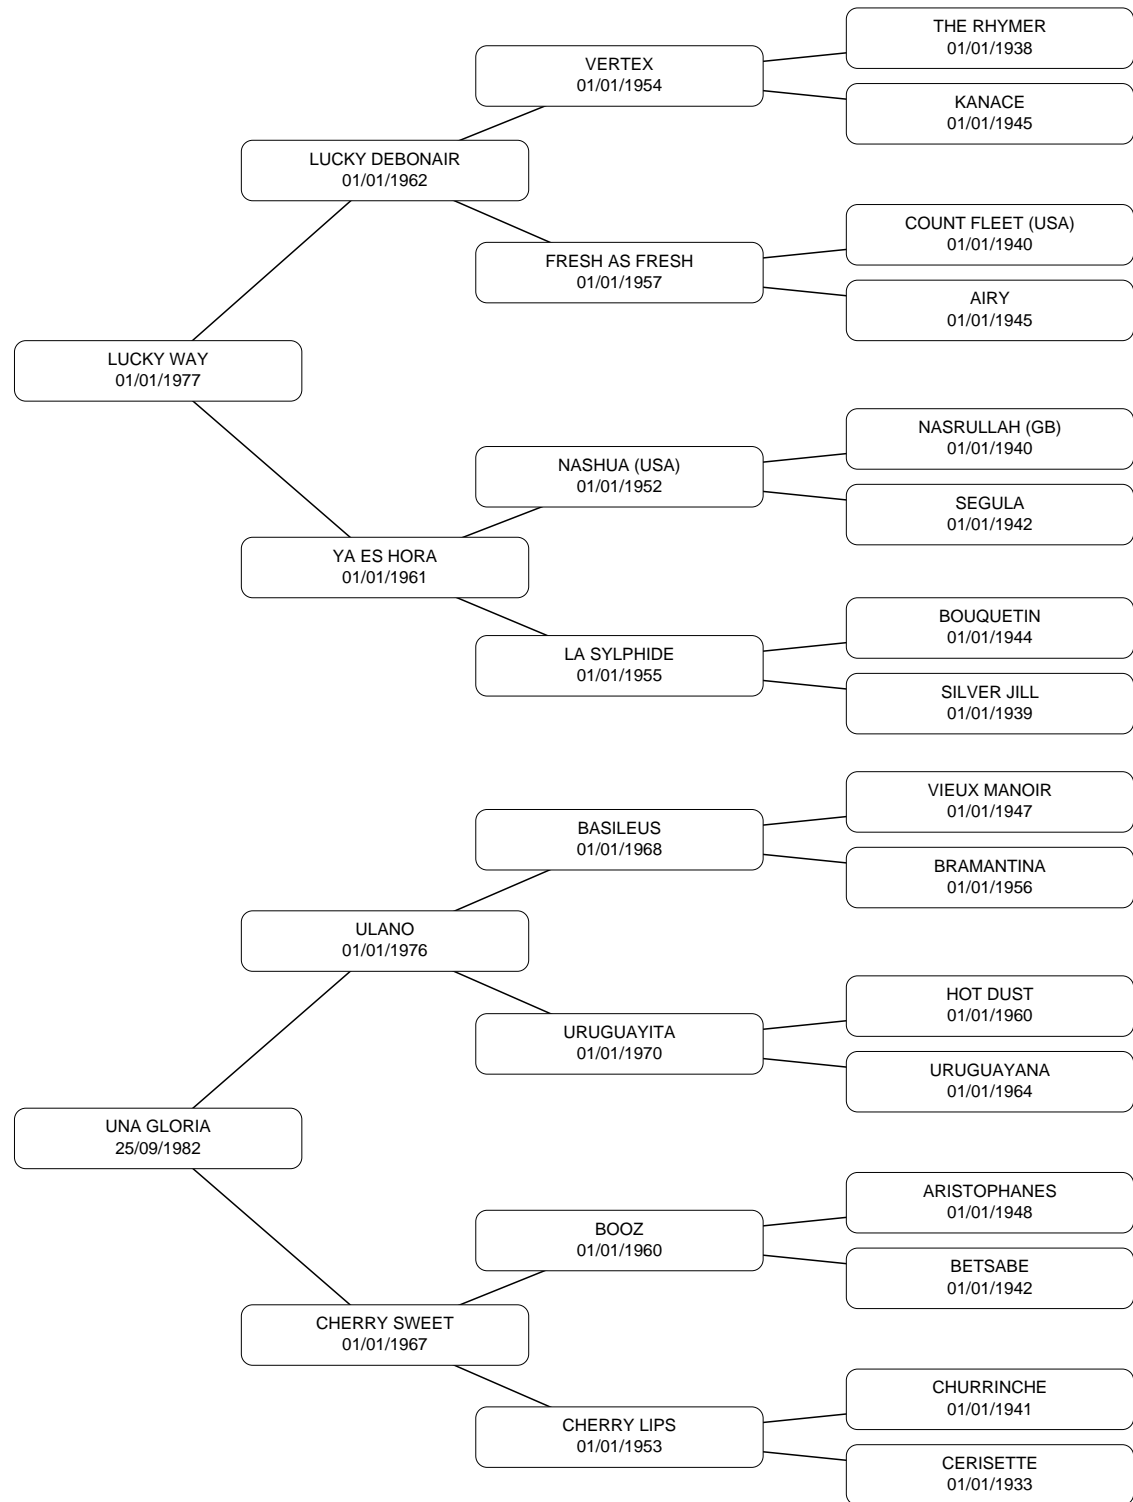 THE RHYMER
01/01/1938
VERTEX
01/01/1954
KANACE
01/01/1945
LUCKY DEBONAIR
01/01/1962
COUNT FLEET (USA)
01/01/1940
FRESH AS FRESH
01/01/1957
AIRY
01/01/1945
LUCKY WAY
01/01/1977
NASRULLAH (GB)
01/01/1940
NASHUA (USA)
01/01/1952
SEGULA
01/01/1942
YA ES HORA
01/01/1961
BOUQUETIN
01/01/1944
LA SYLPHIDE
01/01/1955
SILVER JILL
01/01/1939
VIEUX MANOIR
01/01/1947
BASILEUS
01/01/1968
BRAMANTINA
01/01/1956
ULANO
01/01/1976
HOT DUST
01/01/1960
URUGUAYITA
01/01/1970
URUGUAYANA
01/01/1964
UNA GLORIA
25/09/1982
ARISTOPHANES
01/01/1948
BOOZ
01/01/1960
BETSABE
01/01/1942
CHERRY SWEET
01/01/1967
CHURRINCHE
01/01/1941
CHERRY LIPS
01/01/1953
CERISETTE
01/01/1933